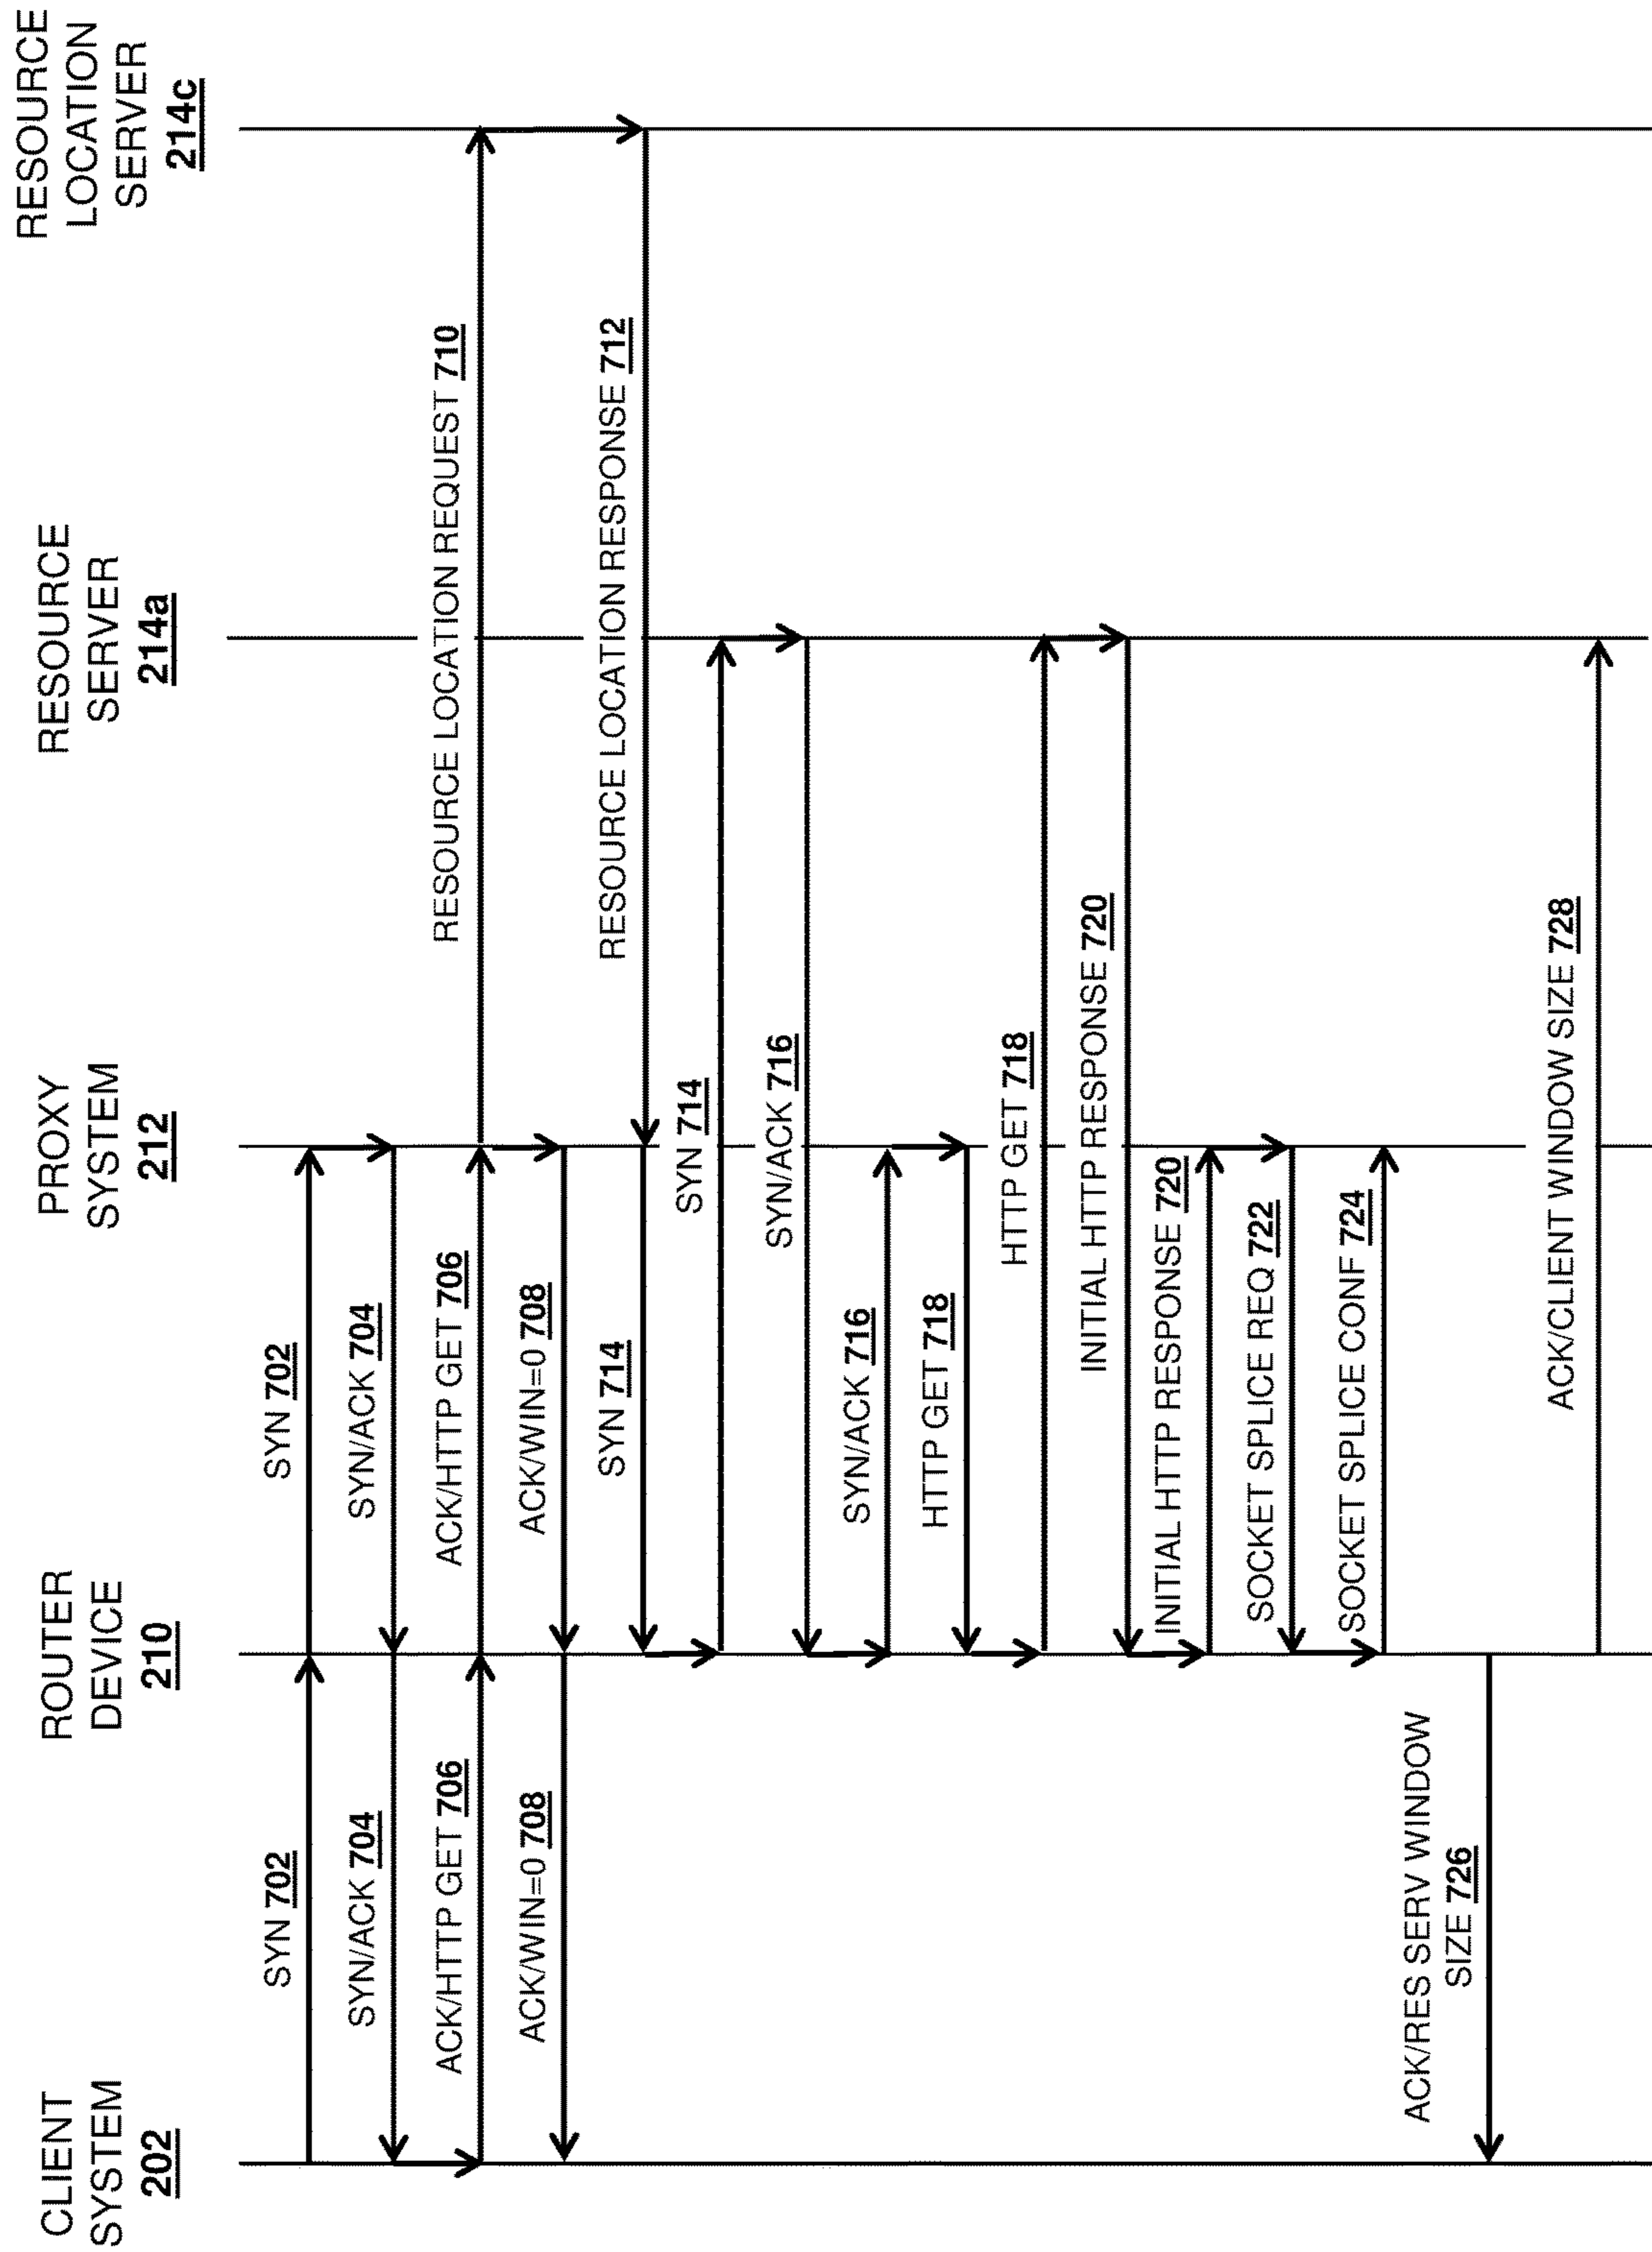 CLIENT
SYSTEM
202
ROUTER
DEVICE
210
PROXY
SYSTEM
212
RESOURCE
SERVER
214a
RESOURCE
LOCATION
SERVER
214c
SYN 702
SYN 702
SYN/ACK 704
SYN/ACK 704
ACK/HTTP GET 706
ACK/HTTP GET 706
RESOURCE LOCATION REQUEST 710
ACK/WIN=0 708
ACK/WIN=0 708
SYN 714
RESOURCE LOCATION RESPONSE 712
SYN 714
SYN/ACK 716
SYN/ACK 716
HTTP GET 718
HTTP GET 718
INITIAL HTTP RESPONSE 720
INITIAL HTTP RESPONSE 720
SOCKET SPLICE REQ 722
SOCKET SPLICE CONF 724
ACK/RES SERV WINDOW
SIZE 726
ACK/CLIENT WINDOW SIZE 728